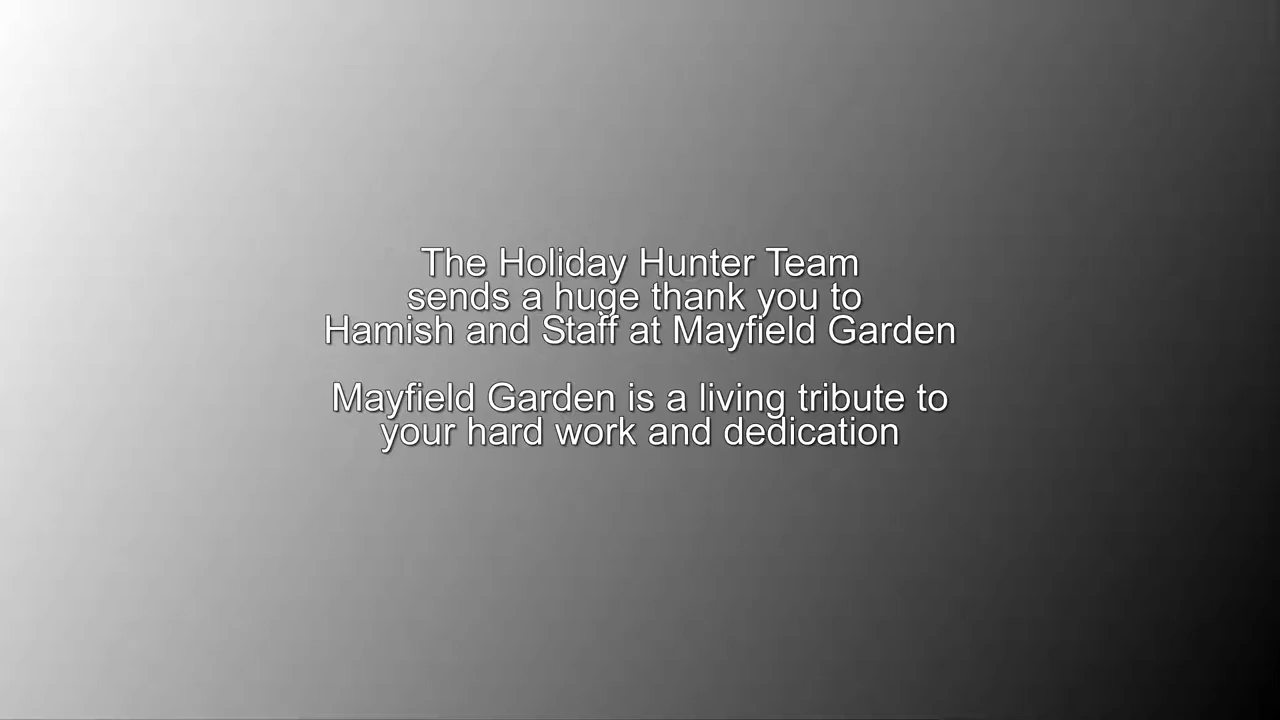 The Holiday Hunter Team
sends a huge thank you to
Hamish and Staff at Mayfield Garden
Mayfield Garden is a living tribute to
your hard work and dedication